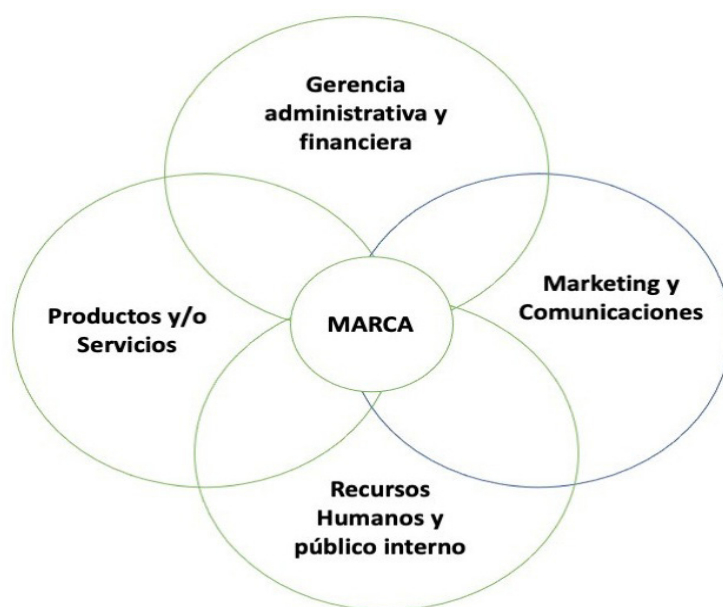 Gerencia
administrativa y
financiera
Marketing y
Comunicaciones
Productos y/o
Servicios
MARCA
Recursos
Humanos y
público interno